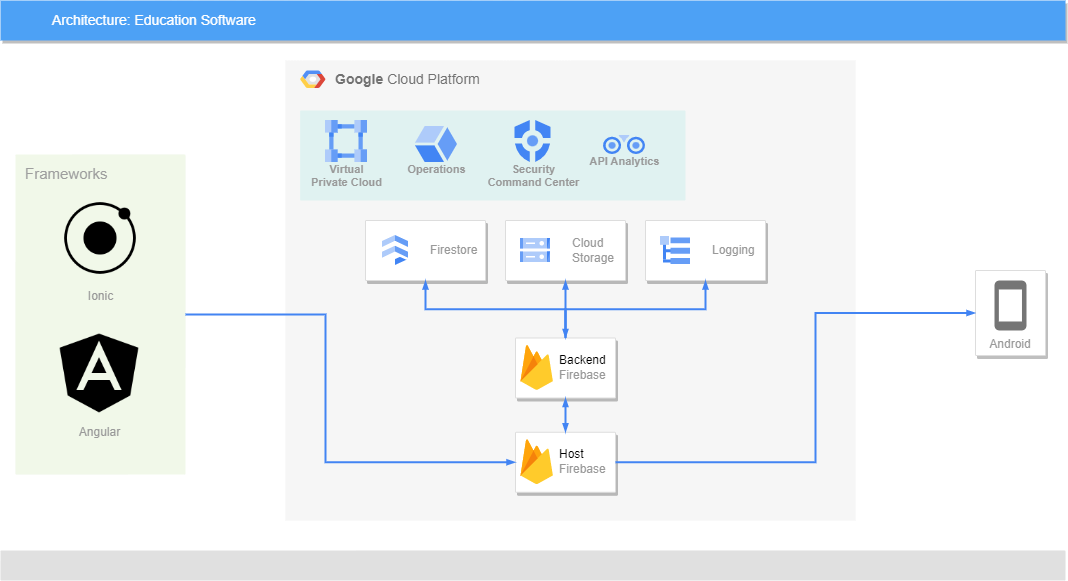 Architecture: Education Software
Google Cloud Platform
Virtual
Private Cloud
Operations
Security
Command Center
API Analytics
Frameworks
Ionic
Angular
Firestore
Cloud
Storage
Logging
Backend
Firebase
Host
Firebase
Android